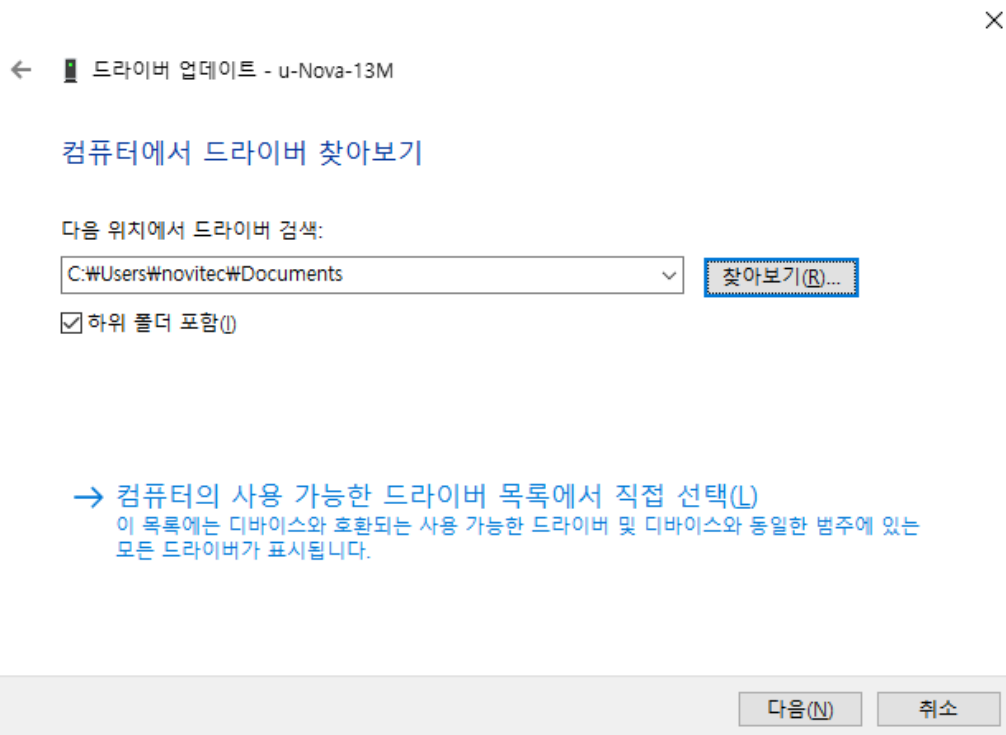 드라이버 업데이트 - u-Nova-13M
컴퓨터에서 드라이버 찾아보기
다음 위치에서 드라이버 검색:
C:₩Users₩novitec₩Documents
찾아보기(R)...
하위 폴더 포함(I)
컴퓨터의 사용 가능한 드라이버 목록에서 직접 선택(L)
이 목록에는 디바이스와 호환되는 사용 가능한 드라이버 및 디바이스와 동일한 범주에 있는
모든 드라이버가 표시됩니다.
다음(N)
취소